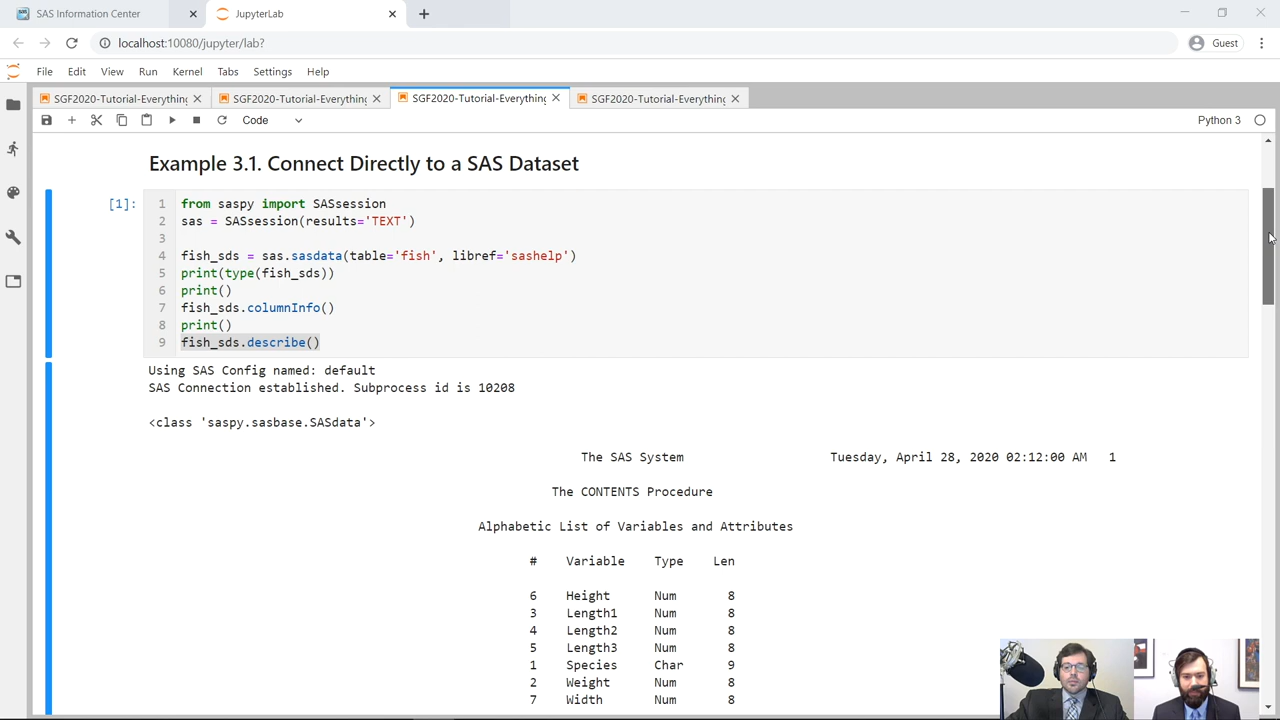 SAS Information Center
JupyterLab
localhost:10080/jupyter/lab?
Guest
File Edit View Run Kernel Tabs Settings Help
SGF2020-Tutorial-Everything
SGF2020-Tutorial-Everything
SGF2020-Tutorial-Everything
SGF2020-Tutorial-Everything
Code
Python 3
Example 3.1. Connect Directly to a SAS Dataset
[1]:
1 from saspy import SASsession
2 sas = SASsession(results='TEXT')
3
4 fish_sds = sas.sasdata(table='fish', libref='sashelp')
5 print(type(fish_sds))
6 print()
7 fish_sds.columnInfo()
8 print()
9 fish_sds.describe()
Using SAS Config named: default
SAS Connection established. Subprocess id is 10208
<class 'saspy.sasbase.SASdata'>
The SAS System Tuesday, April 28, 2020 02:12:00 AM 1
The CONTENTS Procedure
Alphabetic List of Variables and Attributes
# Variable Type Len
6 Height Num 8
3 Length1 Num 8
4 Length2 Num 8
5 Length3 Num 8
1 Species Char 9
2 Weight Num 8
7 Width Num 8